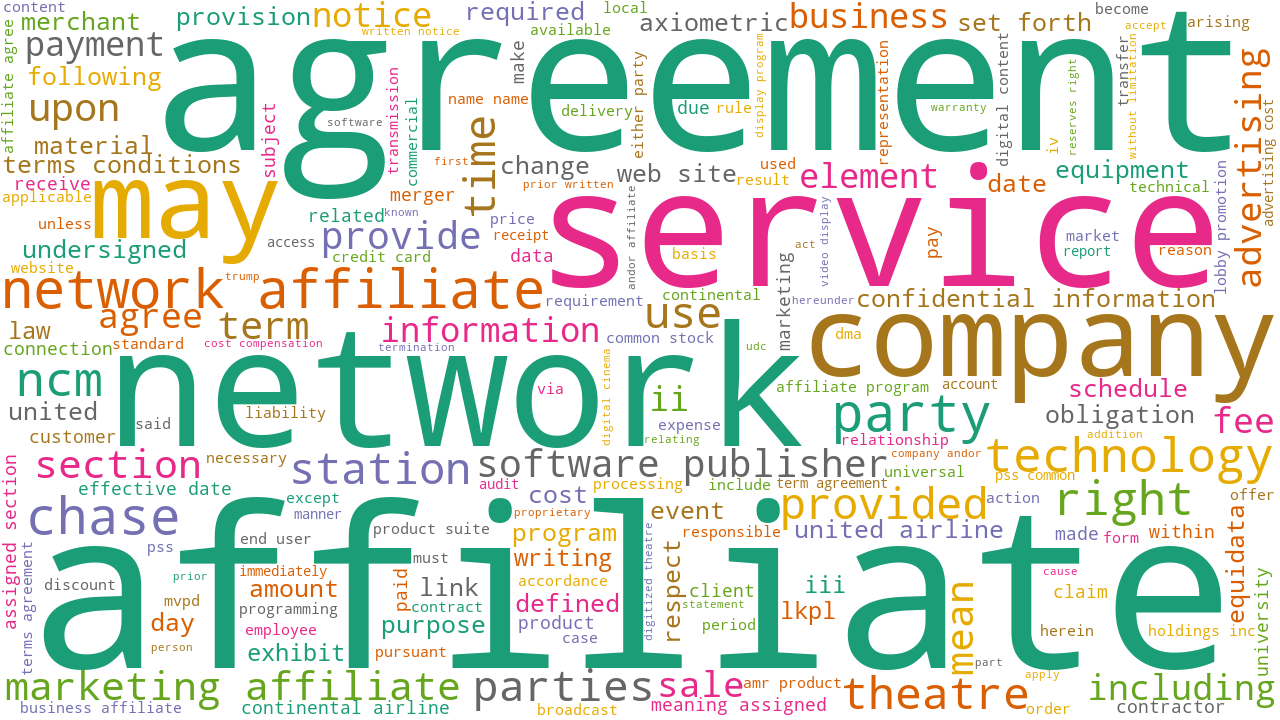 content
merchant
provision
notice
required
local
axiometric
business
set forth
become
accept
arising
written notice
available
payment
agreement
affiliate agree
make
following
upon
material
subject
transmission
commercial
software
time
name name
delivery
either party
due
rule
display program
representation
warranty
digital content
iv
reserves right
transfer
without limitation
advertising
advertising cost
terms conditions
receive
applicable
may
first
merger
change
prior written
web site
result
used
element
date
equipment
technical
unless
related
known
price
receipt
service
undersigned
access
provide
credit card
data
andor affiliate
basis
act
video display
pay
market
report
reason
lobby promotion
website
trump
network affiliate
requirement
continental
marketing
hereunder
confidential information
agree
term
information
use
company
law
connection
standard
cost compensation
termination
common stock
udc
dma
ncm
network
via
digital cinema
ii
affiliate program
account
schedule
united
said
liability
expense
party
obligation
fee
customer
relating
relationship
addition
necessary
company andor
section
station
software publisher
universal
technology
assigned section
audit
processing
include
term agreement
pss common
effective date
except
cost
provided
action
right
offer
chase
manner
proprietary
event
equidata
pss
end user
product suite
program
responsible
united airline
made
form
within
affiliate
must
writing
terms agreement
prior
immediately
accordance
digitized theatre
respect
cause
discount
amount
paid
link
client
iii
mean
claim
university
mvpd
programming
contract
defined
statement
lkpl
day
employee
purpose
product
period
herein
holdings inc
person
exhibit
pursuant
case
part
apply
marketing affiliate
parties
sale
amr product
theatre
including
business affiliate
continental airline
broadcast
meaning assigned
order
contractor